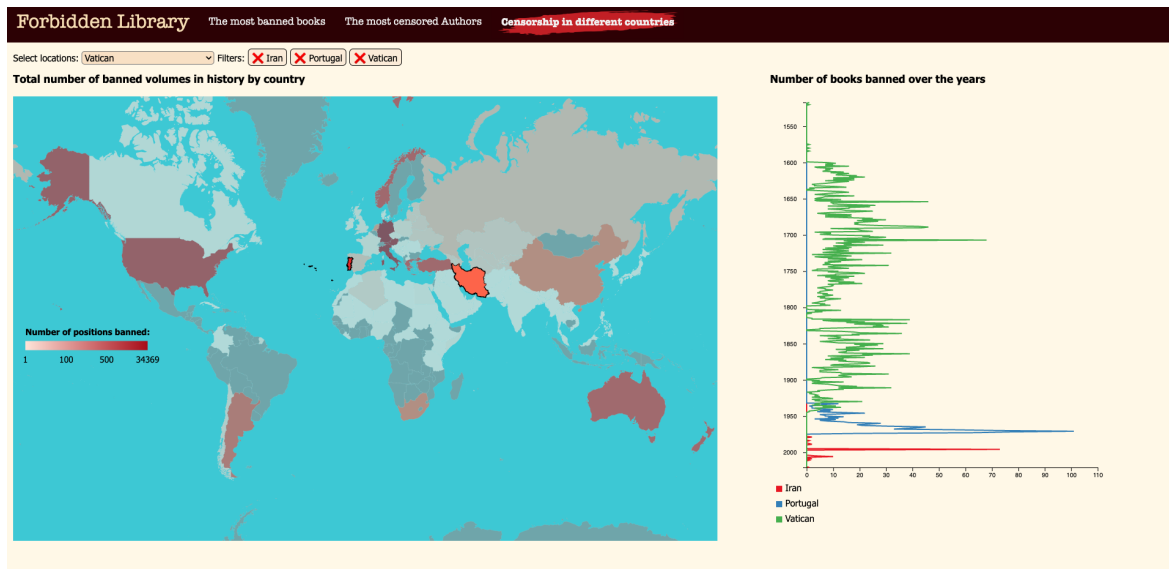 Forbidden Library The most banned books The most censored Authors Censorship in different countries
Select locations: Vatican Filters: Iran Portugal Vatican
Total number of banned volumes in history by country
Number of positions banned:
1 100 500 34369
Number of books banned over the years
1550
1600
1650
1700
1750
1800
1850
1900
1950
2000
0 10 20 30 40 50 60 70 80 90 100 110
Iran
Portugal
Vatican